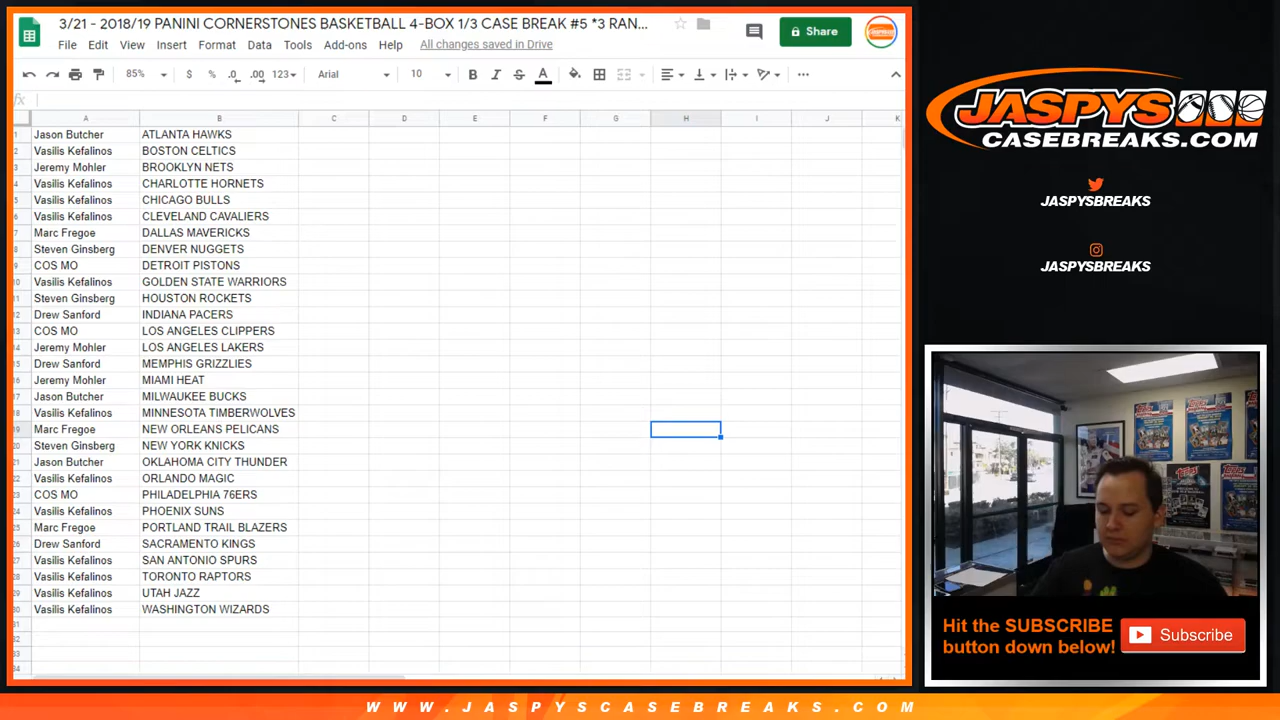 3/21 - 2018/19 PANINI CORNERSTONES BASKETBALL 4-BOX 1/3 CASE BREAK #5 *3 RAN...
File Edit View Insert Format Data Tools Add-ons Help All changes saved in Drive
Share
85% $ % .0 .00 123 Arial 10 B I S A
fx
A B C D E F G H I J K
1 Jason Butcher ATLANTA HAWKS
2 Vasilis Kefalinos BOSTON CELTICS
3 Jeremy Mohler BROOKLYN NETS
4 Vasilis Kefalinos CHARLOTTE HORNETS
5 Vasilis Kefalinos CHICAGO BULLS
6 Vasilis Kefalinos CLEVELAND CAVALIERS
7 Marc Fregoe DALLAS MAVERICKS
8 Steven Ginsberg DENVER NUGGETS
9 COS MO DETROIT PISTONS
10 Vasilis Kefalinos GOLDEN STATE WARRIORS
11 Steven Ginsberg HOUSTON ROCKETS
12 Drew Sanford INDIANA PACERS
13 COS MO LOS ANGELES CLIPPERS
14 Jeremy Mohler LOS ANGELES LAKERS
15 Drew Sanford MEMPHIS GRIZZLIES
16 Jeremy Mohler MIAMI HEAT
17 Jason Butcher MILWAUKEE BUCKS
18 Vasilis Kefalinos MINNESOTA TIMBERWOLVES
19 Marc Fregoe NEW ORLEANS PELICANS
20 Steven Ginsberg NEW YORK KNICKS
21 Jason Butcher OKLAHOMA CITY THUNDER
22 Vasilis Kefalinos ORLANDO MAGIC
23 COS MO PHILADELPHIA 76ERS
24 Vasilis Kefalinos PHOENIX SUNS
25 Marc Fregoe PORTLAND TRAIL BLAZERS
26 Drew Sanford SACRAMENTO KINGS
27 Vasilis Kefalinos SAN ANTONIO SPURS
28 Vasilis Kefalinos TORONTO RAPTORS
29 Vasilis Kefalinos UTAH JAZZ
30 Vasilis Kefalinos WASHINGTON WIZARDS
31
32
33
34
JASPYS
CASEBREAKS.COM
JASPYSBREAKS
JASPYSBREAKS
Topps
Hit the SUBSCRIBE
button down below!
Subscribe
WWW.JASPYSCASEBREAKS.COM